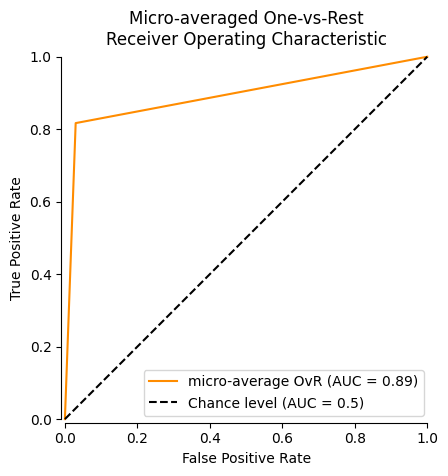 Micro-averaged One-vs-Rest
Receiver Operating Characteristic
1.0
0.8
0.6
0.4
0.2
0.0
True Positive Rate
micro-average OvR (AUC = 0.89)
Chance level (AUC = 0.5)
0.0 0.2 0.4 0.6 0.8 1.0
False Positive Rate